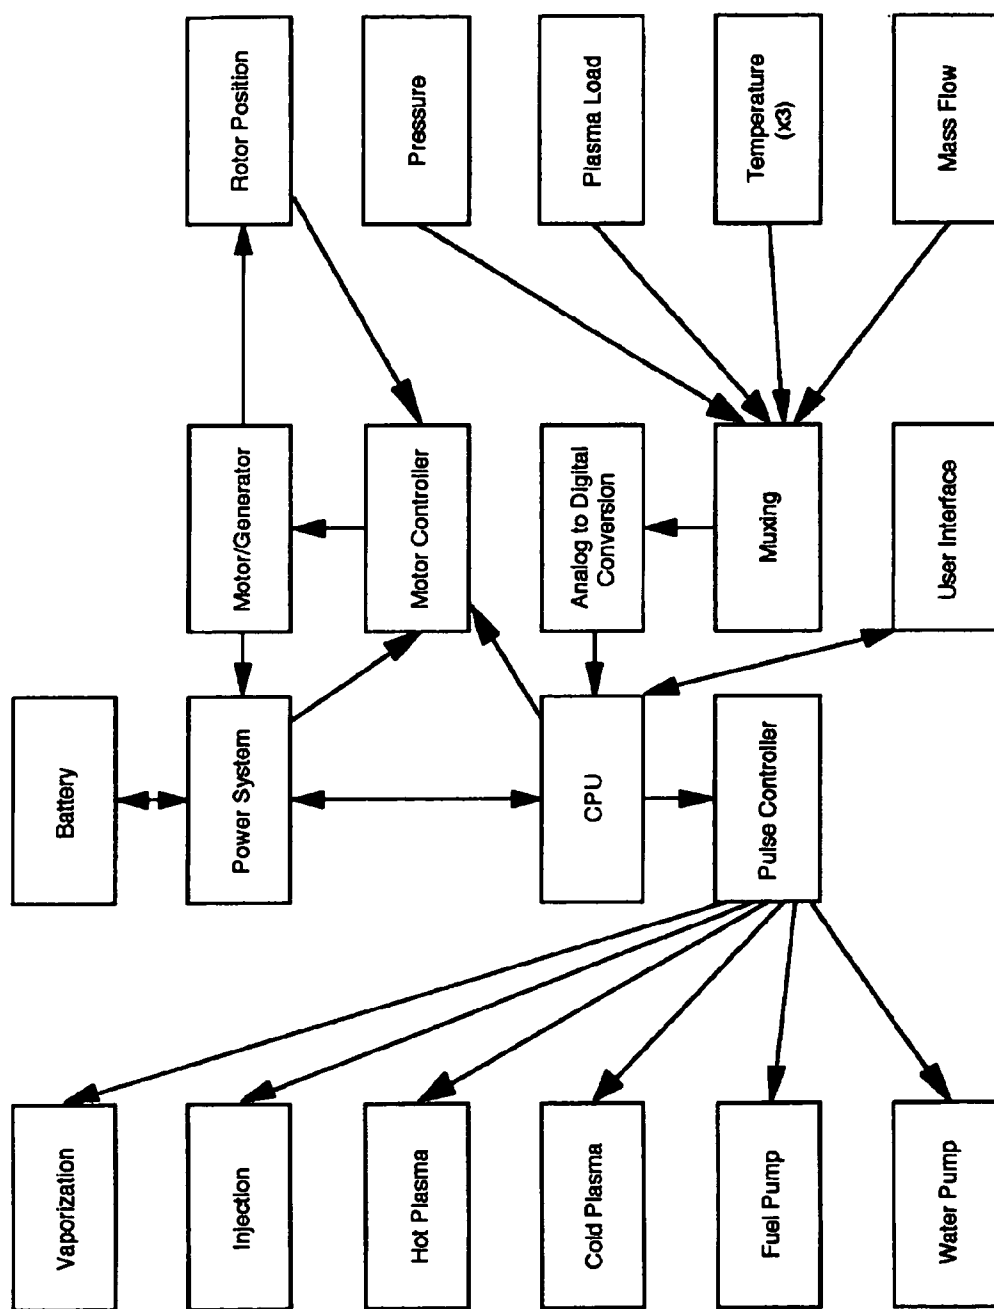 Vaporization
Battery
Injection
Power System
Motor/Generator
Rotor Position
Hot Plasma
Motor Controller
Pressure
Cold Plasma
CPU
Analog to Digital
Conversion
Plasma Load
Fuel Pump
Pulse Controller
Muxing
Temperature
(x3)
Water Pump
User Interface
Mass Flow